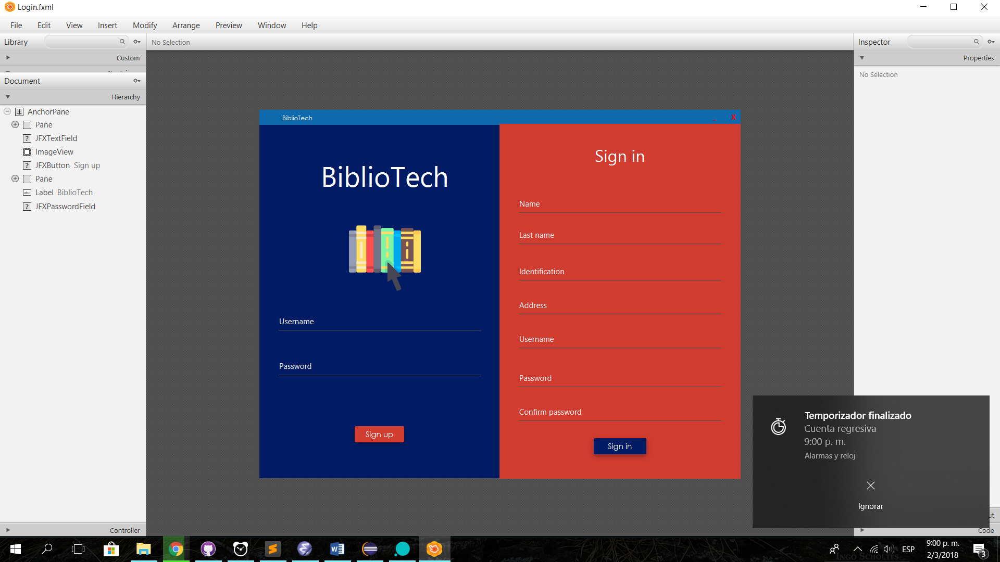 Login.fxml
File Edit View Insert Modify Arrange Preview Window Help
Library
No Selection
Inspector
Custom
Properties
No Selection
Document
Hierarchy
AnchorPane
Pane
JFXTextField
ImageView
JFXButton Sign up
Pane
Label BiblioTech
JFXPasswordField
Controller
BiblioTech
X
BiblioTech
Username
Password
Sign up
Sign in
Name
Last name
Identification
Address
Username
Password
Confirm password
Sign in
Temporizador finalizado
Cuenta regresiva
9:00 p. m.
Alarmas y reloj
Ignorar
Code
ESP
9:00 p. m.
2/3/2018
3
INGO SCHOLTES